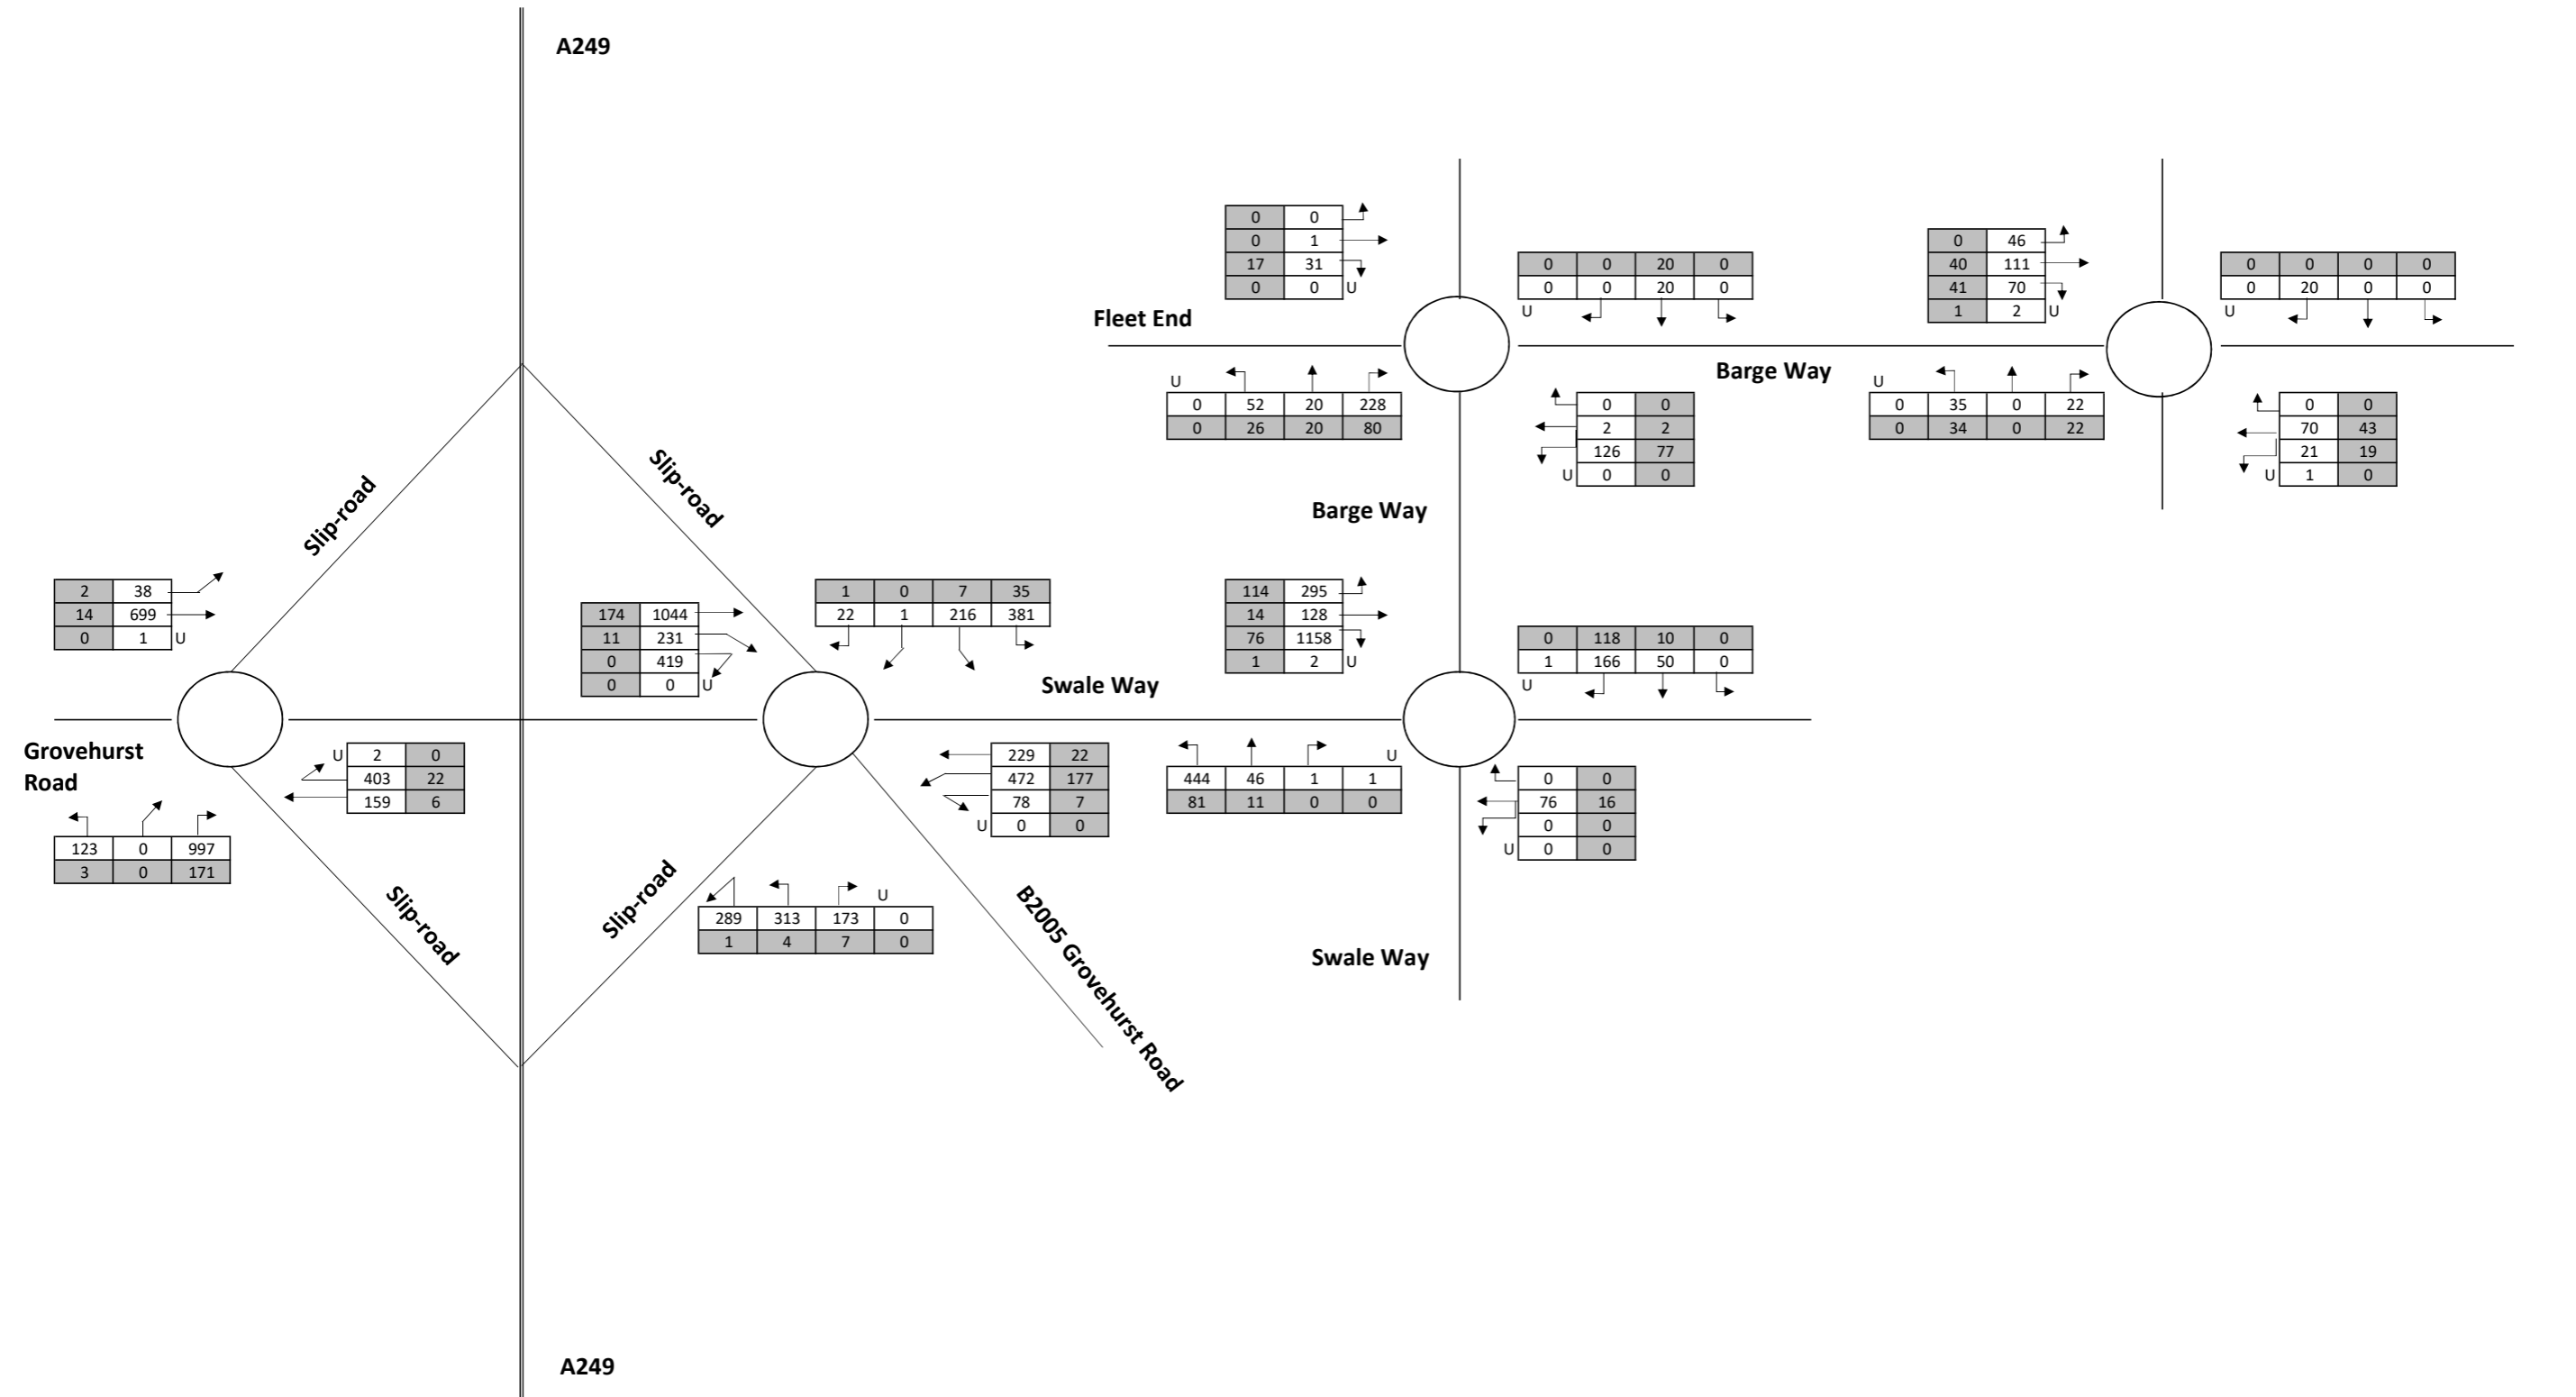 A249
0 0
0 1
17 31
0 0 U
0 0 20 0
0 0 20 0
U
0 46
40 111
41 70
1 2 U
0 0 0 0
0 20 0 0
U
Fleet End
Barge Way
U
0 52 20 228
0 26 20 80
0 0
2 2
126 77
U 0 0
U
0 35 0 22
0 34 0 22
0 0
70 43
21 19
U 1 0
Barge Way
Slip-road
Slip-road
2 38
14 699
0 1 U
174 1044
11 231
0 419
0 0 U
1 0 7 35
22 1 216 381
114 295
14 128
76 1158
1 2 U
0 118 10 0
1 166 50 0
U
Swale Way
Grovehurst
Road
U 2 0
403 22
159 6
123 0 997
3 0 171
229 22
472 177
78 7
U 0 0
U
444 46 1 1
81 11 0 0
0 0
76 16
0 0
U 0 0
Slip-road
Slip-road
U
289 313 173 0
1 4 7 0
B2005 Grovehurst Road
Swale Way
A249